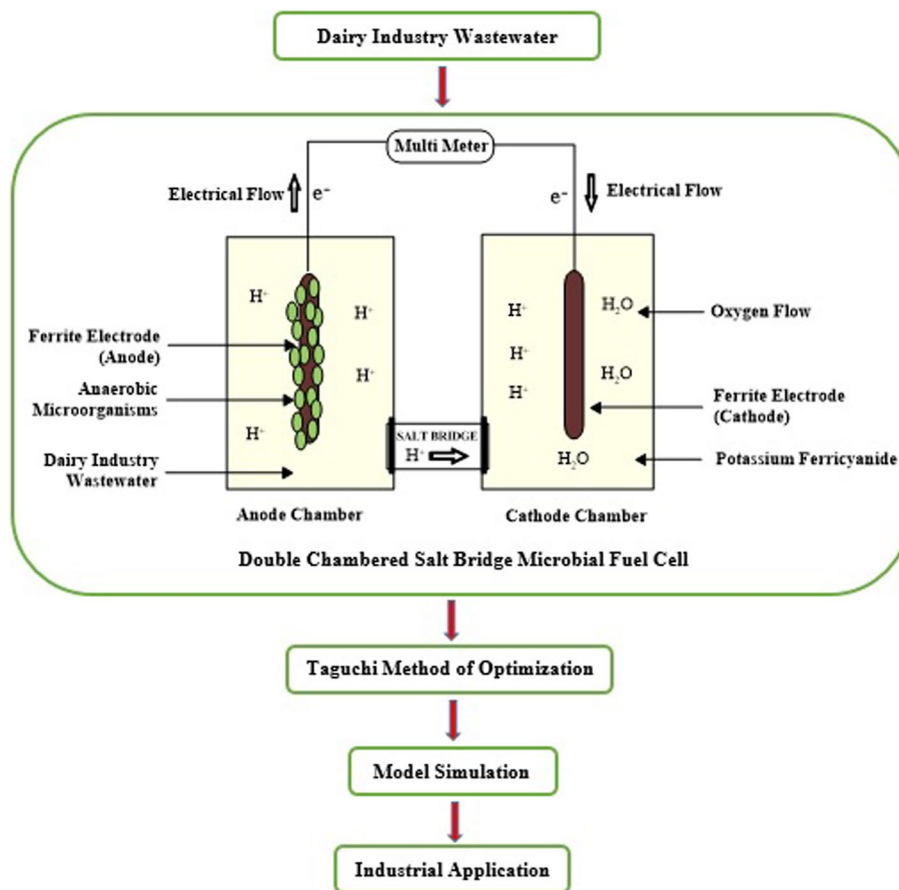 Dairy Industry Wastewater
Multi Meter
Electrical Flow
e⁻
e⁻
Electrical Flow
H⁺
H⁺
H⁺
H⁺
Ferrite Electrode
(Anode)
Anaerobic
Microorganisms
Dairy Industry
Wastewater
SALT BRIDGE
H⁺
H⁺
H⁺
H⁺
H₂O
H₂O
H₂O
Oxygen Flow
Ferrite Electrode
(Cathode)
Potassium Ferricyanide
Anode Chamber
Cathode Chamber
Double Chambered Salt Bridge Microbial Fuel Cell
Taguchi Method of Optimization
Model Simulation
Industrial Application